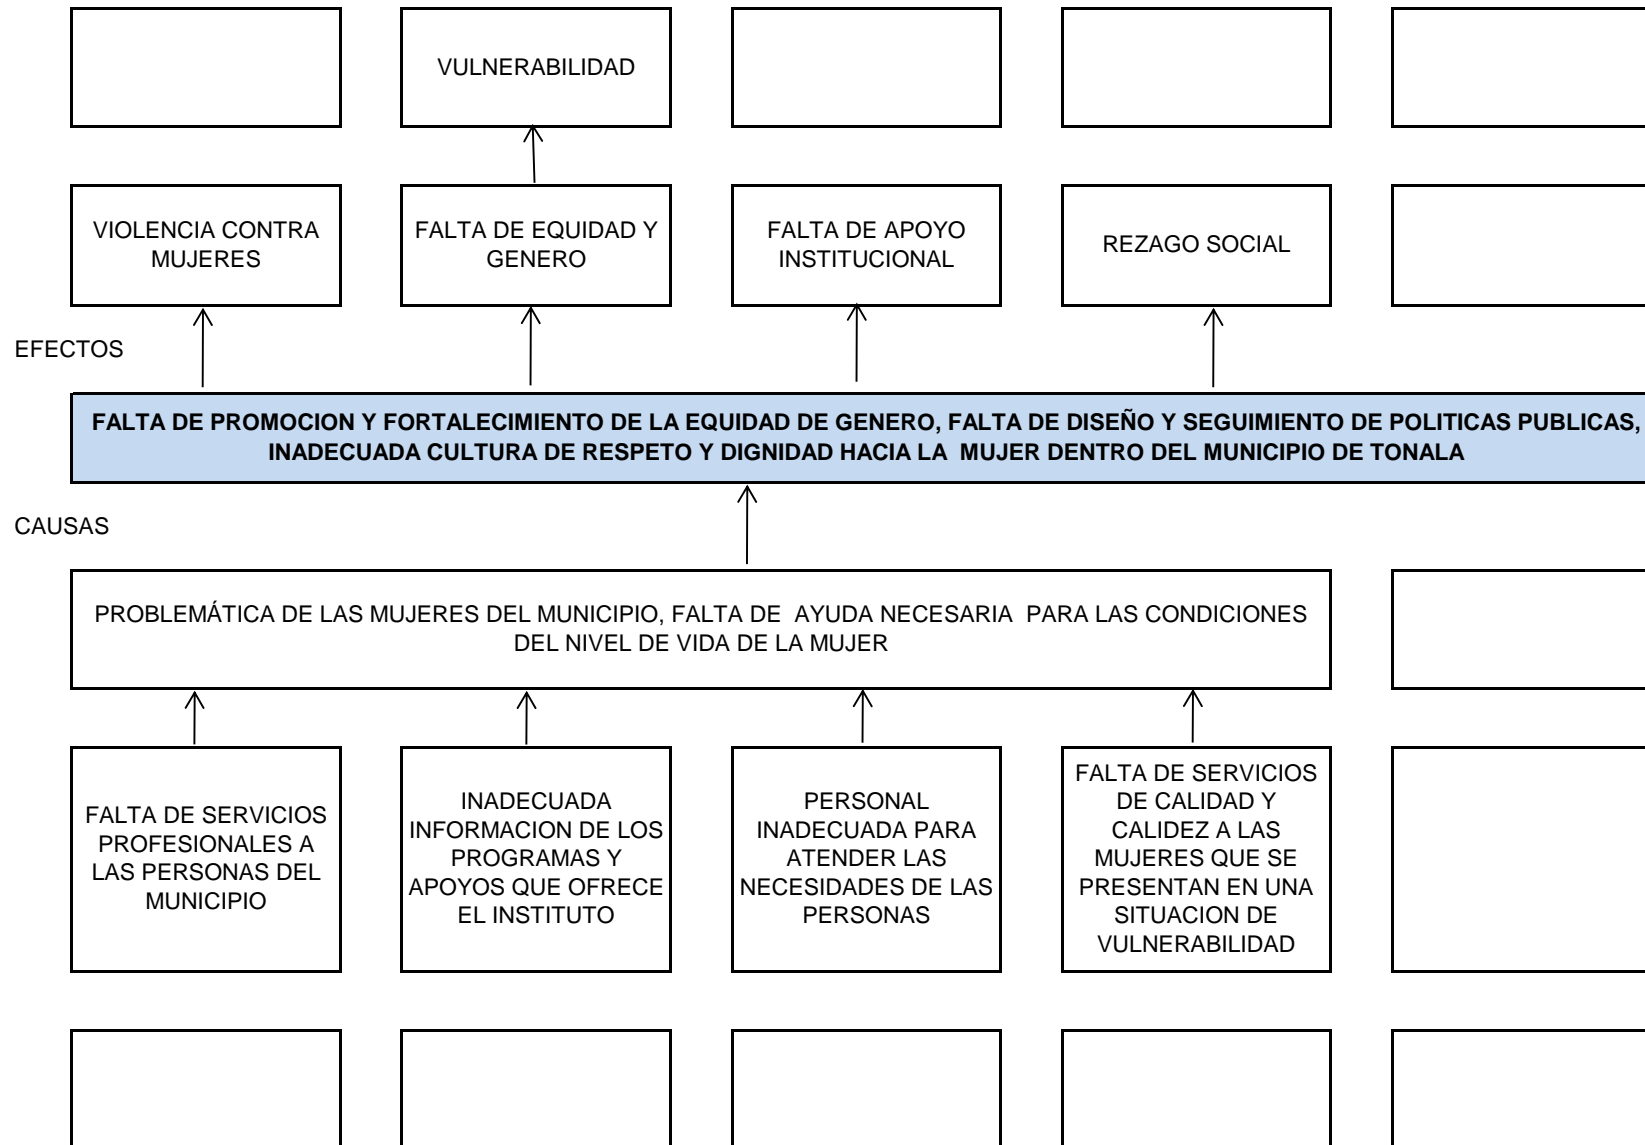 VULNERABILIDAD
VIOLENCIA CONTRA
MUJERES
FALTA DE EQUIDAD Y
GENERO
FALTA DE APOYO
INSTITUCIONAL
REZAGO SOCIAL
EFECTOS
FALTA DE PROMOCION Y FORTALECIMIENTO DE LA EQUIDAD DE GENERO, FALTA DE DISEÑO Y SEGUIMIENTO DE POLITICAS PUBLICAS,
INADECUADA CULTURA DE RESPETO Y DIGNIDAD HACIA LA MUJER DENTRO DEL MUNICIPIO DE TONALA
CAUSAS
PROBLEMÁTICA DE LAS MUJERES DEL MUNICIPIO, FALTA DE AYUDA NECESARIA PARA LAS CONDICIONES
DEL NIVEL DE VIDA DE LA MUJER
FALTA DE SERVICIOS
PROFESIONALES A
LAS PERSONAS DEL
MUNICIPIO
INADECUADA
INFORMACION DE LOS
PROGRAMAS Y
APOYOS QUE OFRECE
EL INSTITUTO
PERSONAL
INADECUADA PARA
ATENDER LAS
NECESIDADES DE LAS
PERSONAS
FALTA DE SERVICIOS
DE CALIDAD Y
CALIDEZ A LAS
MUJERES QUE SE
PRESENTAN EN UNA
SITUACION DE
VULNERABILIDAD